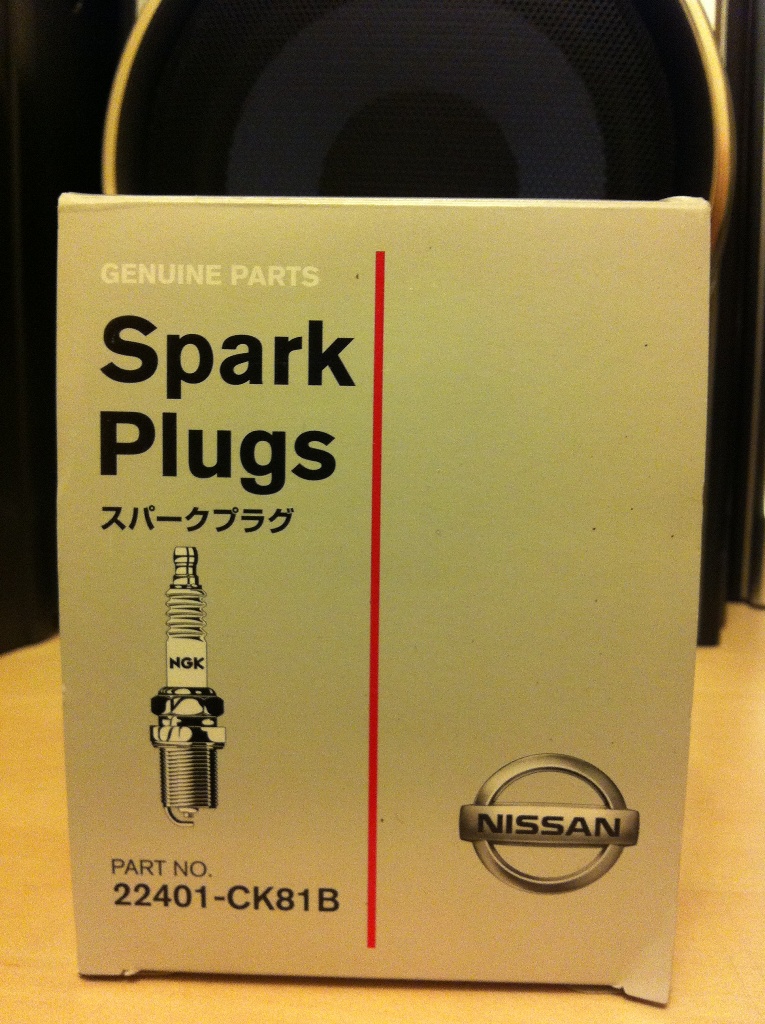 GENUINE PARTS
Spark
Plugs
スパークプラグ
NGK
PART NO.
22401-CK81B
NISSAN